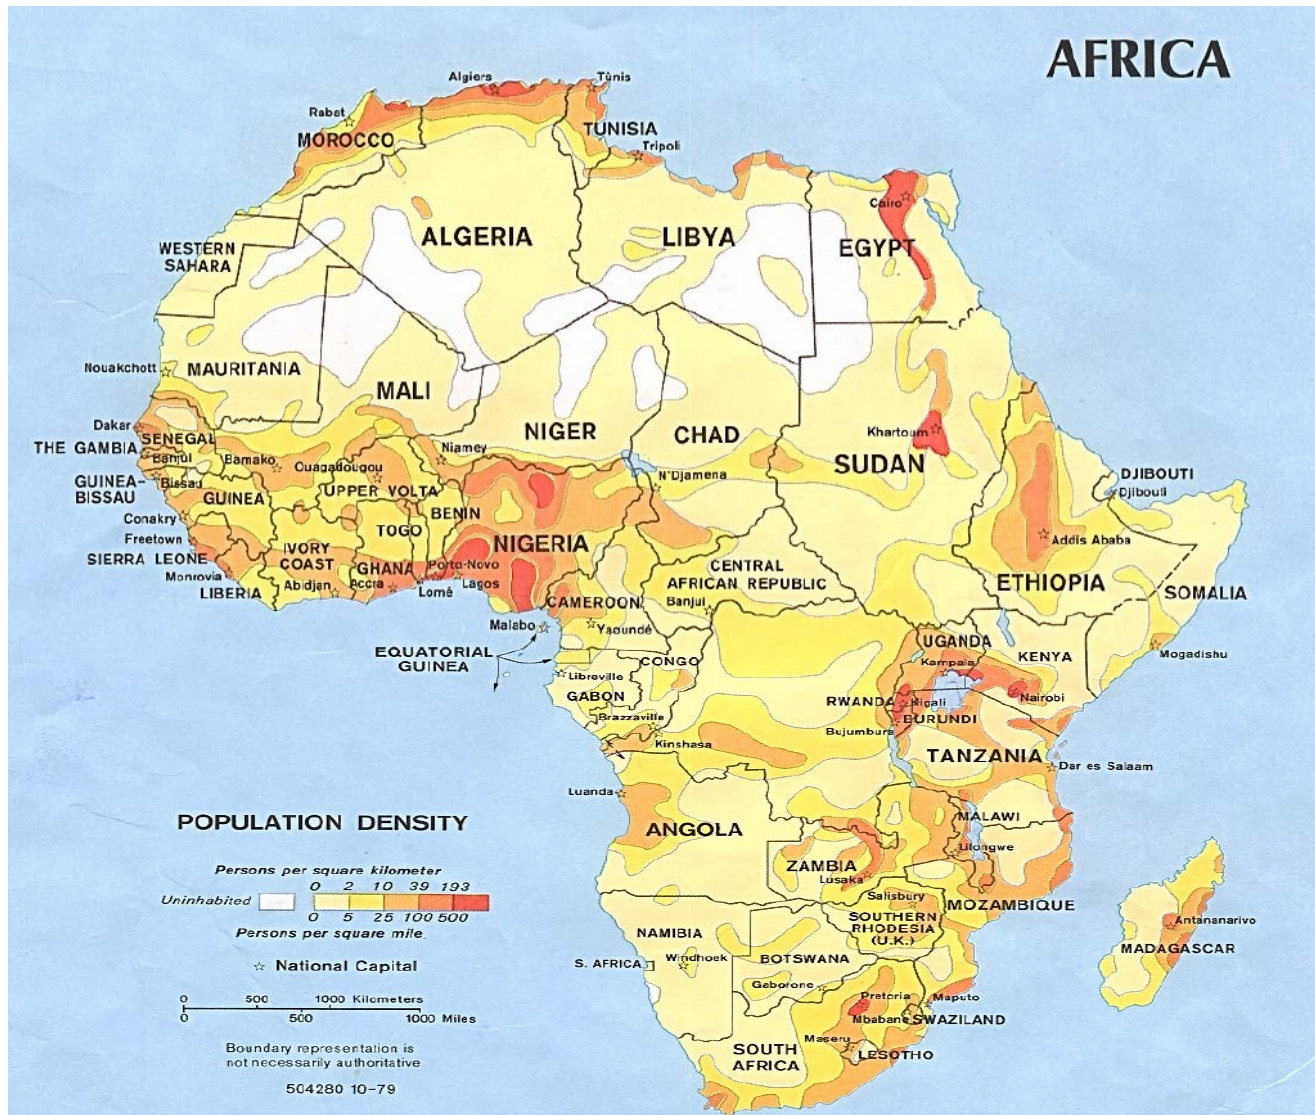 AFRICA
Algiers
Tūnis
Rabat
MOROCCO
TUNISIA
Tripoli
Cairo
ALGERIA
LIBYA
EGYPT
WESTERN
SAHARA
Nouakchott
MAURITANIA
MALI
NIGER
CHAD
SUDAN
Khartoum
Dakar
SENEGAL
THE GAMBIA
Banjul
Bamako
Ouagadougou
Niamey
N'Djamena
DJIBOUTI
Djibouti
GUINEA-
BISSAU
Bissau
GUINEA
UPPER VOLTA
BENIN
Conakry
TOGO
NIGERIA
Freetown
Addis Ababa
SIERRA LEONE
IVORY
COAST
GHANA
Porto-Novo
CENTRAL
AFRICAN REPUBLIC
ETHIOPIA
SOMALIA
Monrovia
LIBERIA
Abidjan
Accra
Lomé
Lagos
CAMEROON
Banjul
Malabo
Yaoundé
EQUATORIAL
GUINEA
CONGO
UGANDA
Kampala
KENYA
Mogadishu
Libreville
GABON
RWANDA
Kigali
Nairobi
Brazzaville
BURUNDI
Bujumbura
Kinshasa
TANZANIA
Dar es Salaam
Luanda
ANGOLA
MALAWI
Lilongwe
ZAMBIA
Lusaka
Salisbury
MOZAMBIQUE
SOUTHERN
RHODESIA
(U.K.)
Antananarivo
MADAGASCAR
NAMIBIA
Windhoek
BOTSWANA
S. AFRICA
Gaborone
Pretoria
Maputo
Mbabane
SWAZILAND
Maseru
LESOTHO
SOUTH
AFRICA
POPULATION DENSITY
Persons per square kilometer
0 2 10 39 193
Uninhabited
0 5 25 100 500
Persons per square mile
National Capital
0 500 1000 Kilometers
0 500 1000 Miles
Boundary representation is
not necessarily authoritative
504280 10-79